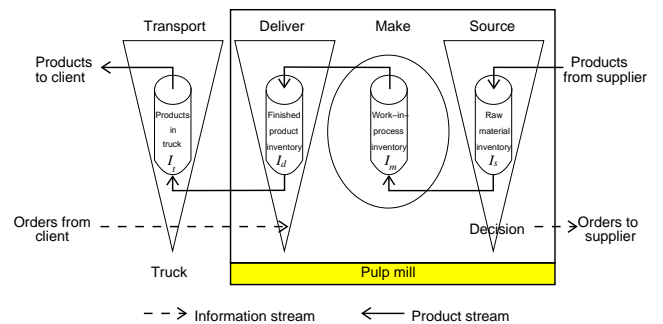 Transport
Deliver
Make
Source
Products
to client
Products
from supplier
Products
in
truck
I_t
Finished
product
inventory
I_d
Work−in−
process
inventory
I_m
Raw
material
inventory
I_s
Orders from
client
Decision
Orders to
supplier
Truck
Pulp mill
Information stream
Product stream